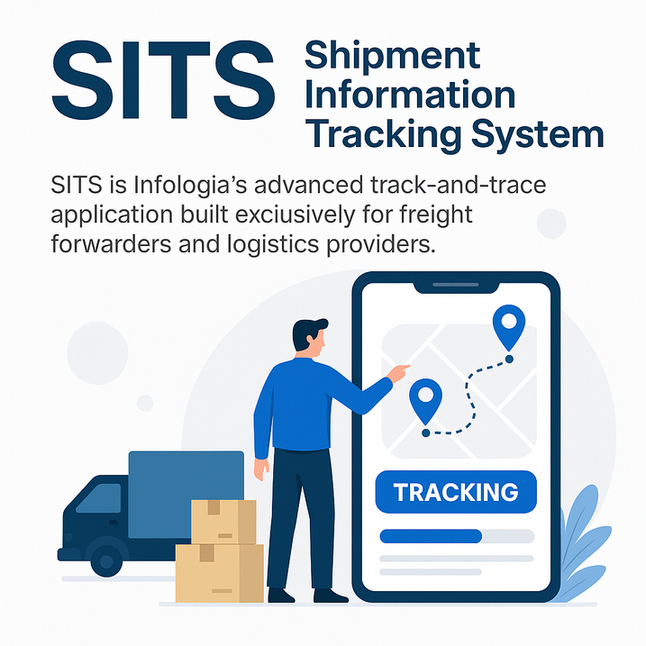 SITS
Shipment
Information
Tracking System
SITS is Infologia's advanced track-and-trace
application built exciusively for freight
forwarders and logistics providers.
TRACKING